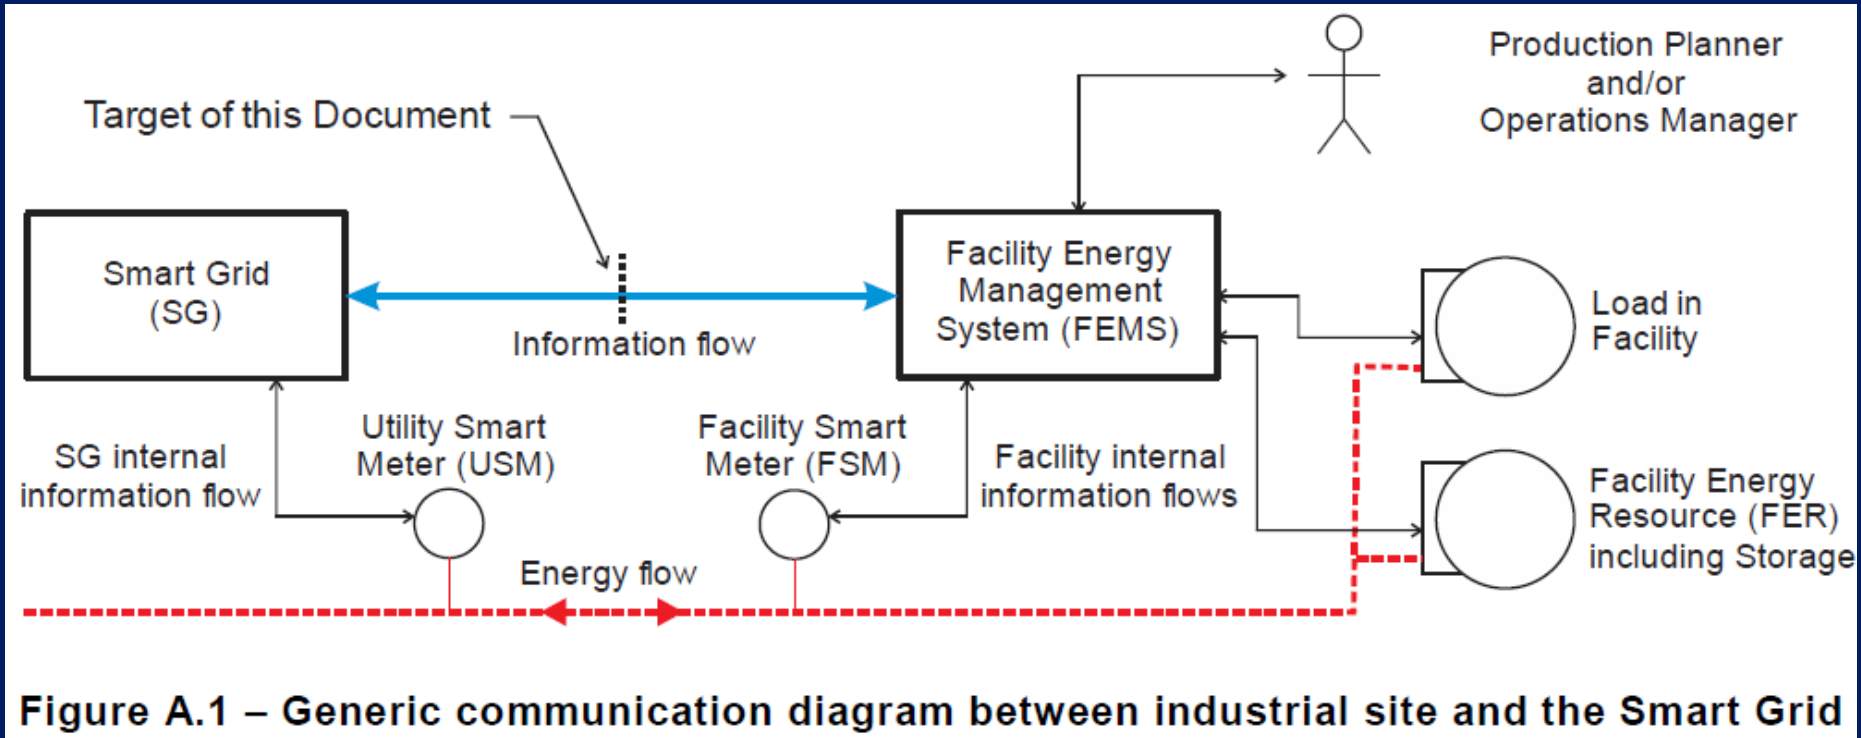 Production Planner
and/or
Operations Manager
Target of this Document
Smart Grid
(SG)
Information flow
Facility Energy
Management
System (FEMS)
Load in
Facility
SG internal
information flow
Utility Smart
Meter (USM)
Facility Smart
Meter (FSM)
Facility internal
information flows
Facility Energy
Resource (FER)
including Storage
Energy flow
Figure A.1 – Generic communication diagram between industrial site and the Smart Grid